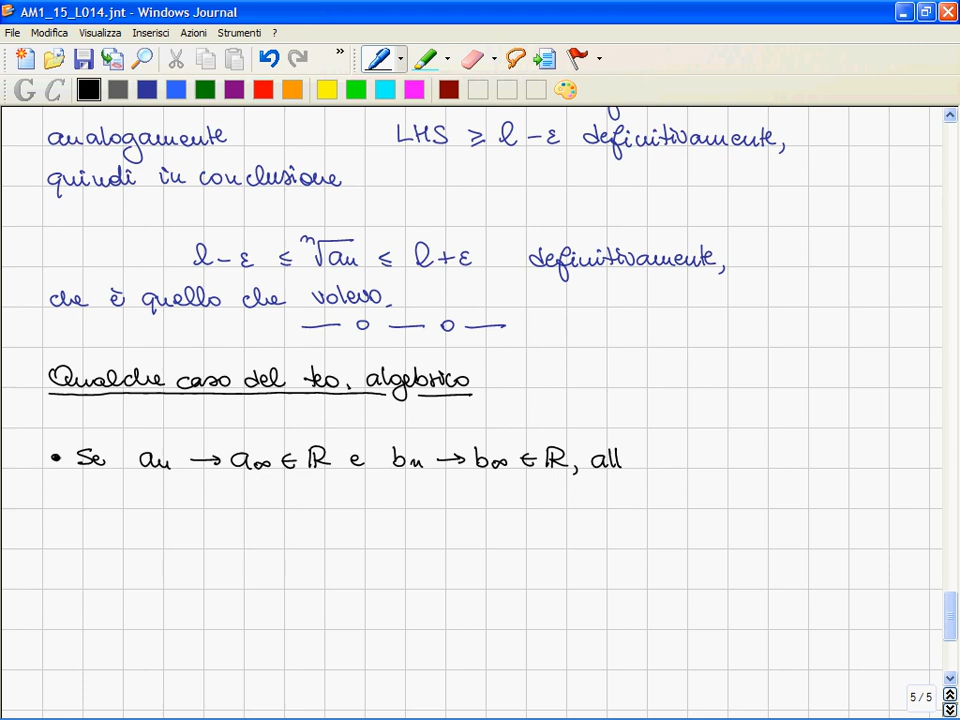 AM1_15_L014.jnt - Windows Journal
File Modifica Visualizza Inserisci Azioni Strumenti ?
G C
analogamente LHS ≥ l - ε definitivamente,
quindi in conclusione
l - ε ≤ ⁿ√an ≤ l + ε definitivamente,
che è quello che volevo.
— o — o —
Qualche caso del teo. algebrico
• Se an → a∞ ∈ ℝ e bn → b∞ ∈ ℝ, all
5 / 5